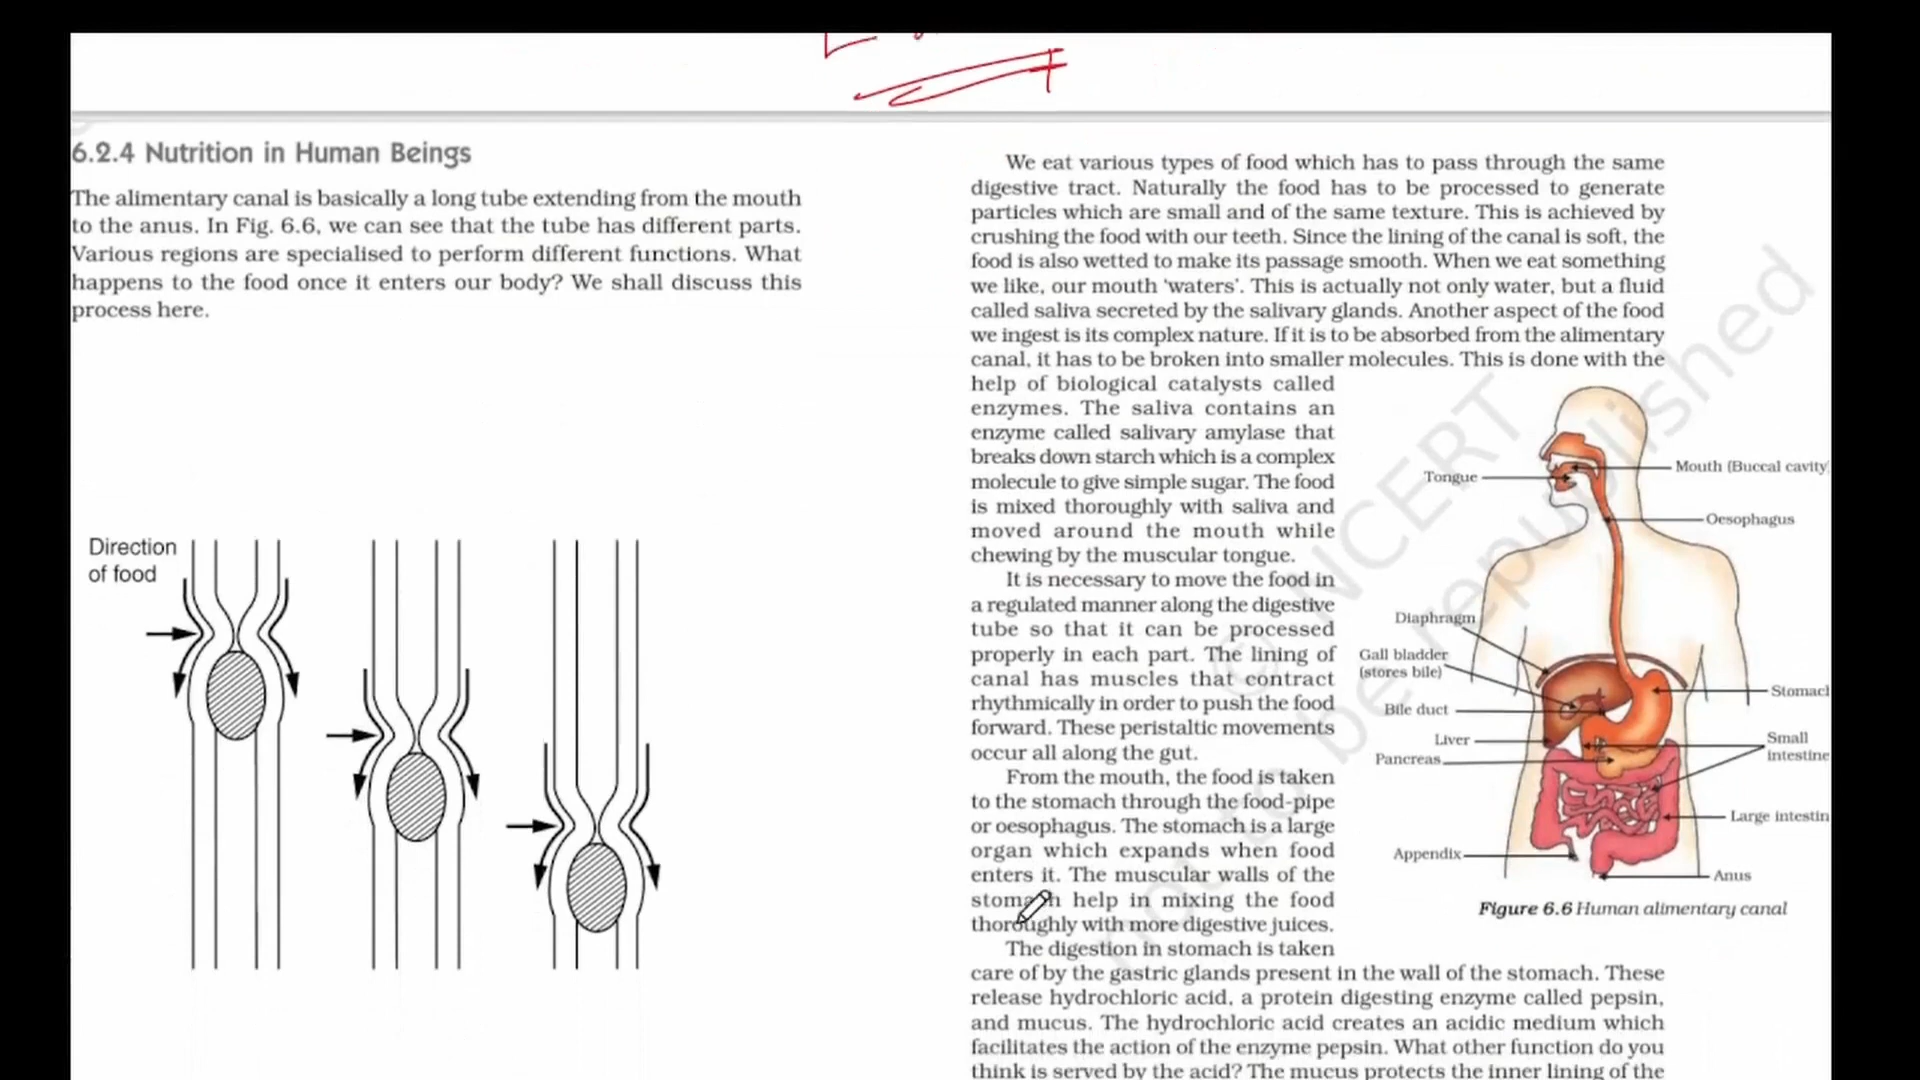 6.2.4 Nutrition in Human Beings
The alimentary canal is basically a long tube extending from the mouth
to the anus. In Fig. 6.6, we can see that the tube has different parts.
Various regions are specialised to perform different functions. What
happens to the food once it enters our body? We shall discuss this
process here.
Direction
of food
We eat various types of food which has to pass through the same
digestive tract. Naturally the food has to be processed to generate
particles which are small and of the same texture. This is achieved by
crushing the food with our teeth. Since the lining of the canal is soft, the
food is also wetted to make its passage smooth. When we eat something
we like, our mouth ‘waters’. This is actually not only water, but a fluid
called saliva secreted by the salivary glands. Another aspect of the food
we ingest is its complex nature. If it is to be absorbed from the alimentary
canal, it has to be broken into smaller molecules. This is done with the
help of biological catalysts called
enzymes. The saliva contains an
enzyme called salivary amylase that
breaks down starch which is a complex
molecule to give simple sugar. The food
is mixed thoroughly with saliva and
moved around the mouth while
chewing by the muscular tongue.
It is necessary to move the food in
a regulated manner along the digestive
tube so that it can be processed
properly in each part. The lining of
canal has muscles that contract
rhythmically in order to push the food
forward. These peristaltic movements
occur all along the gut.
From the mouth, the food is taken
to the stomach through the food-pipe
or oesophagus. The stomach is a large
organ which expands when food
enters it. The muscular walls of the
stomach help in mixing the food
thoroughly with more digestive juices.
The digestion in stomach is taken
care of by the gastric glands present in the wall of the stomach. These
release hydrochloric acid, a protein digesting enzyme called pepsin,
and mucus. The hydrochloric acid creates an acidic medium which
facilitates the action of the enzyme pepsin. What other function do you
think is served by the acid? The mucus protects the inner lining of the
Tongue
Mouth (Buccal cavity
Oesophagus
Diaphragm
Gall bladder
(stores bile)
Bile duct
Liver
Pancreas
Appendix
Stomacl
Small
intestine
Large intestin
Anus
Figure 6.6 Human alimentary canal
© NCERT
not to be republished